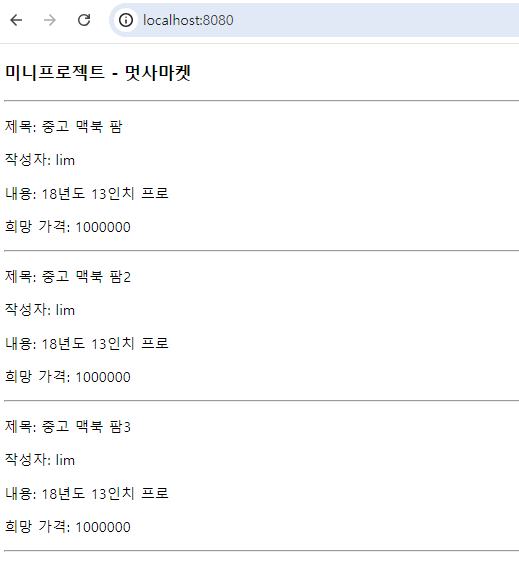 localhost:8080
미니프로젝트 - 멋사마켓
제목: 중고 맥북 팜
작성자: lim
내용: 18년도 13인치 프로
희망 가격: 1000000
제목: 중고 맥북 팜2
작성자: lim
내용: 18년도 13인치 프로
희망 가격: 1000000
제목: 중고 맥북 팜3
작성자: lim
내용: 18년도 13인치 프로
희망 가격: 1000000